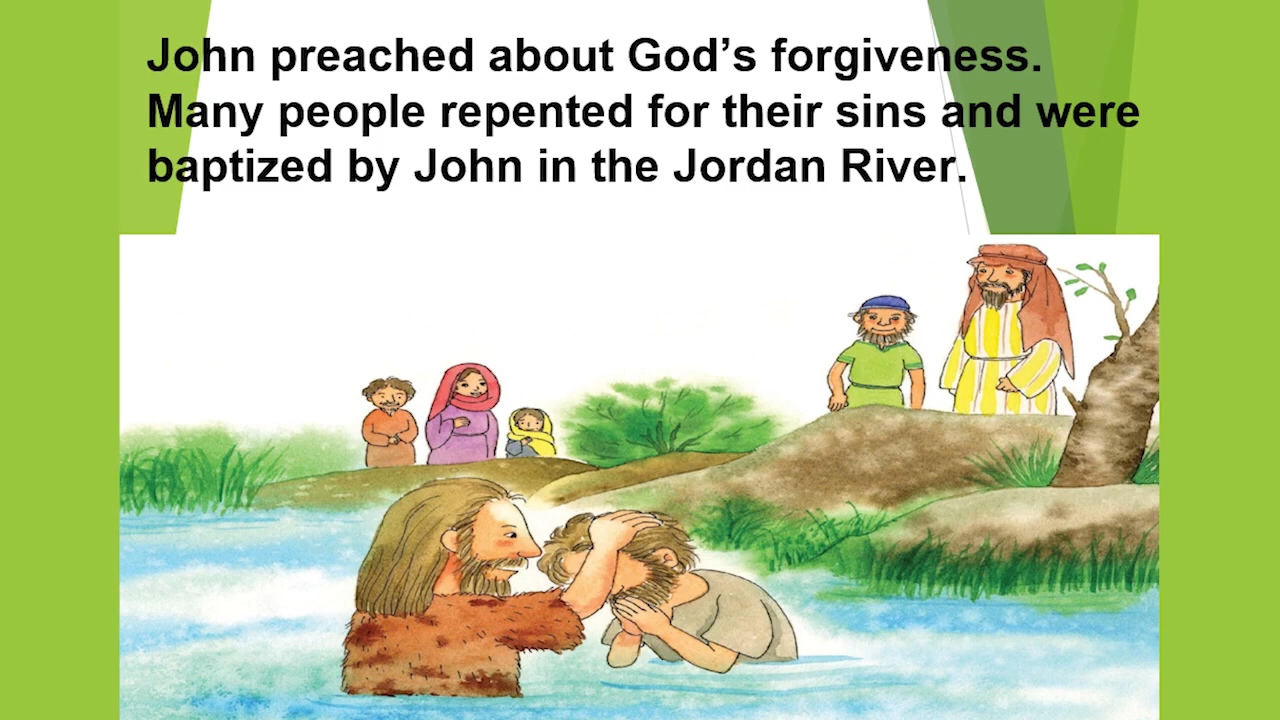 John preached about God’s forgiveness.
Many people repented for their sins and were
baptized by John in the Jordan River.